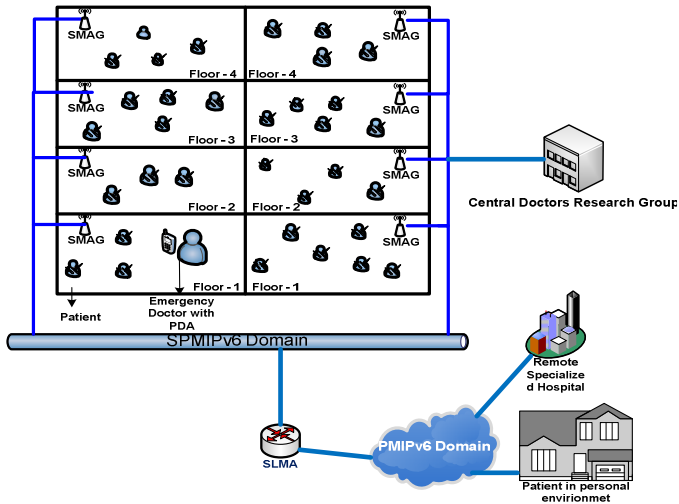 SMAG
SMAG
Floor - 4
Floor - 4
SMAG
SMAG
Floor - 3
Floor - 3
SMAG
SMAG
Floor - 2
Floor - 2
SMAG
SMAG
Floor - 1
Floor - 1
Patient
Emergency
Doctor with
PDA
Central Doctors Research Group
SPMIPv6 Domain
Remote
Specialize
d Hospital
SLMA
PMIPv6 Domain
Patient in personal
envirionmet